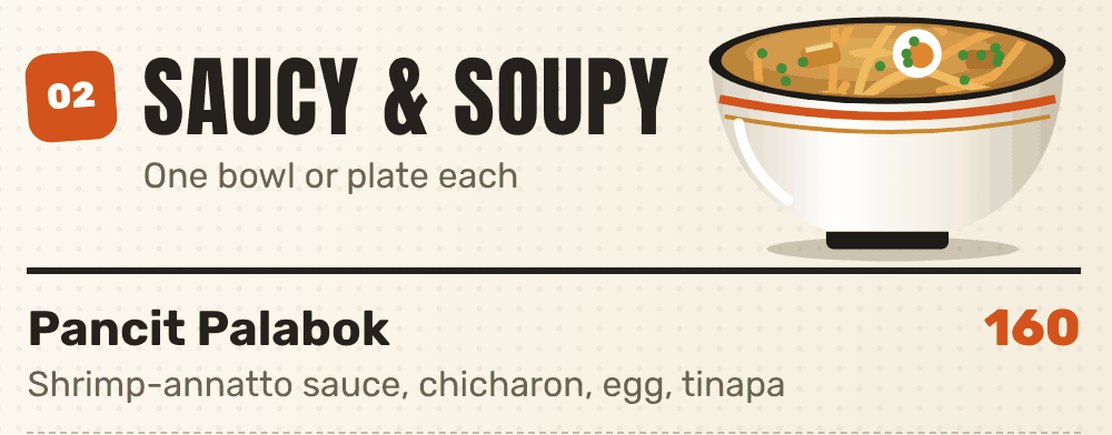 02
SAUCY & SOUPY
One bowl or plate each
Pancit Palabok 160
Shrimp-annatto sauce, chicharon, egg, tinapa